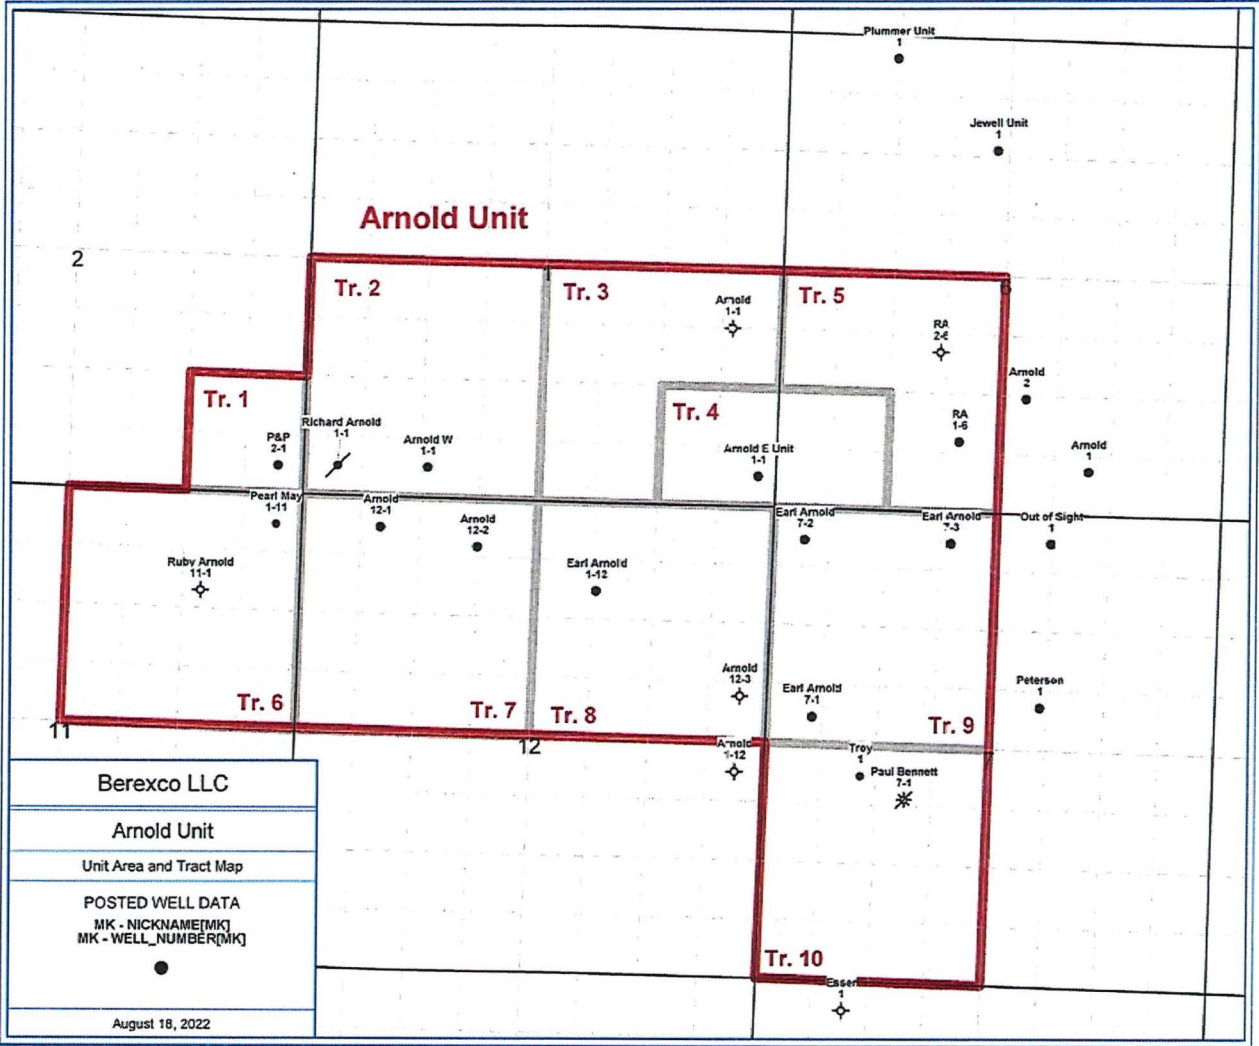 Plummer Unit
1
Jewell Unit
1
Arnold Unit
2
Tr. 2
Tr. 3
Tr. 5
Arnold
1-1
RA
2-6
Tr. 1
Tr. 4
Arnold
2
Richard Arnold
1-1
P&P
2-1
Arnold W
1-1
RA
1-6
Arnold E Unit
1-1
Arnold
1
Pearl May
1-11
Arnold
12-1
Arnold
12-2
Earl Arnold
7-2
Earl Arnold
7-3
Out of Sight
1
Ruby Arnold
11-1
Earl Arnold
1-12
Arnold
12-3
Earl Arnold
7-1
Peterson
1
Tr. 6
Tr. 7
Tr. 8
Tr. 9
11
12
Arnold
1-12
Troy
1
Paul Bennett
7-1
Tr. 10
Esser
1
Berexco LLC
Arnold Unit
Unit Area and Tract Map
POSTED WELL DATA
MK - NICKNAME[MK]
MK - WELL_NUMBER[MK]
August 18, 2022